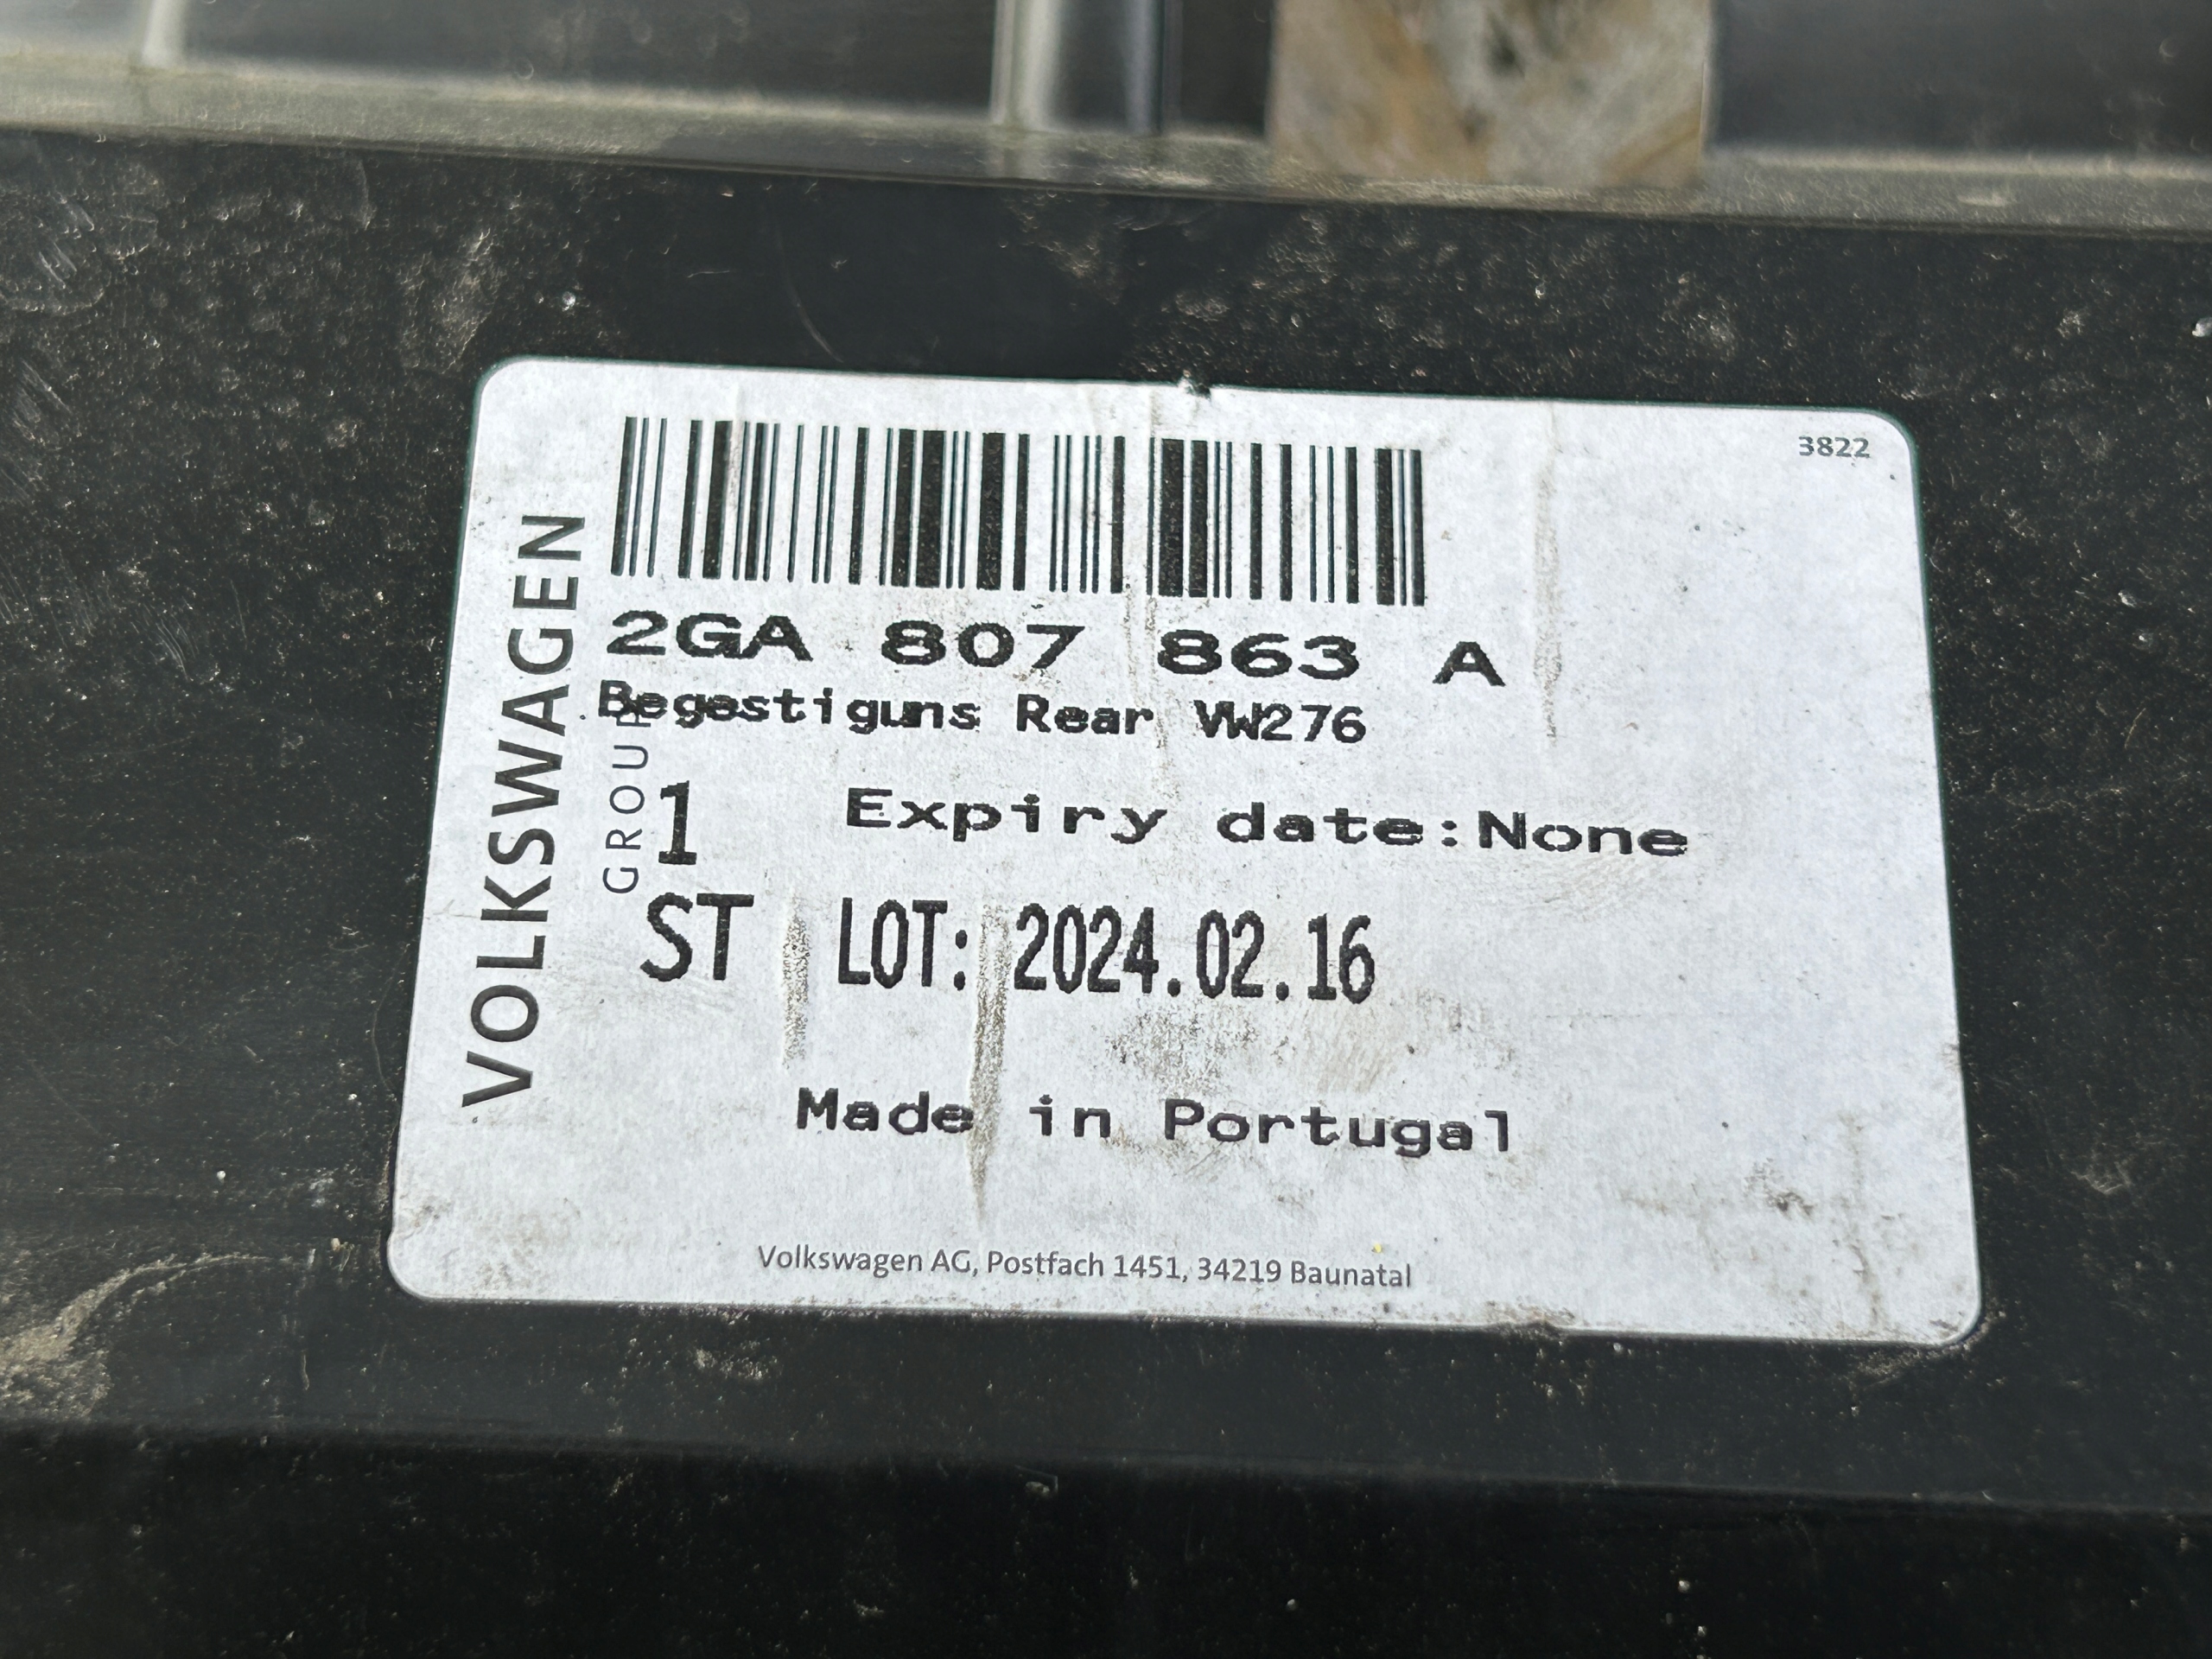 3822
VOLKSWAGEN
GROUP
2GA 807 863 A
Begestiguns Rear VW276
1 Expiry date:None
ST LOT: 2024.02.16
Made in Portugal
Volkswagen AG, Postfach 1451, 34219 Baunatal